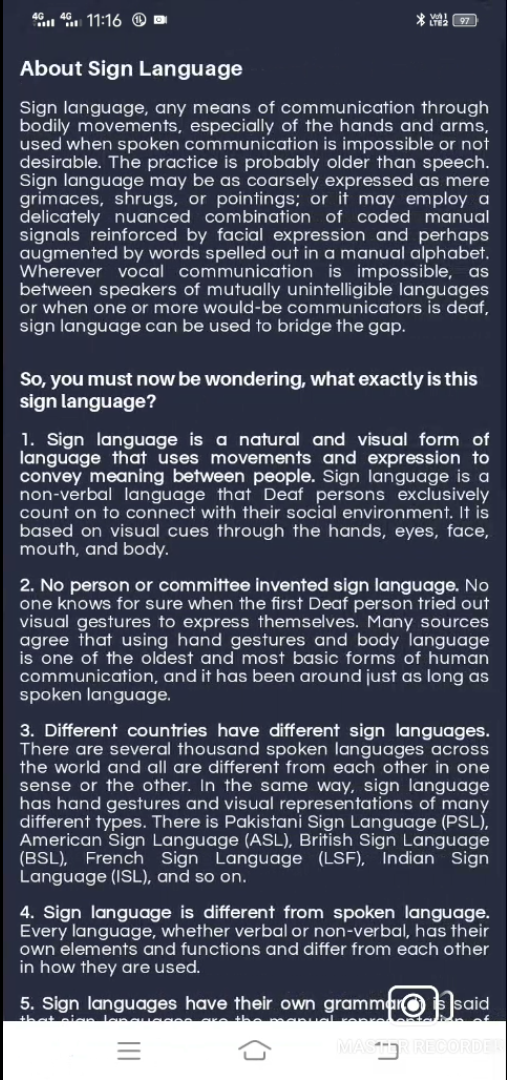 4G 4G 11:16 Vo) 1 LTE2 97
About Sign Language
Sign language, any means of communication through
bodily movements, especially of the hands and arms,
used when spoken communication is impossible or not
desirable. The practice is probably older than speech.
Sign language may be as coarsely expressed as mere
grimaces, shrugs, or pointings; or it may employ a
delicately nuanced combination of coded manual
signals reinforced by facial expression and perhaps
augmented by words spelled out in a manual alphabet.
Wherever vocal communication is impossible, as
between speakers of mutually unintelligible languages
or when one or more would-be communicators is deaf,
sign language can be used to bridge the gap.
So, you must now be wondering, what exactly is this
sign language?
1. Sign language is a natural and visual form of
language that uses movements and expression to
convey meaning between people. Sign language is a
non-verbal language that Deaf persons exclusively
count on to connect with their social environment. It is
based on visual cues through the hands, eyes, face,
mouth, and body.
2. No person or committee invented sign language. No
one knows for sure when the first Deaf person tried out
visual gestures to express themselves. Many sources
agree that using hand gestures and body language
is one of the oldest and most basic forms of human
communication, and it has been around just as long as
spoken language.
3. Different countries have different sign languages.
There are several thousand spoken languages across
the world and all are different from each other in one
sense or the other. In the same way, sign language
has hand gestures and visual representations of many
different types. There is Pakistani Sign Language (PSL),
American Sign Language (ASL), British Sign Language
(BSL), French Sign Language (LSF), Indian Sign
Language (ISL), and so on.
4. Sign language is different from spoken language.
Every language, whether verbal or non-verbal, has their
own elements and functions and differ from each other
in how they are used.
5. Sign languages have their own grammar. is said
that sign languages are the manual representation of
MASTER RECORDER